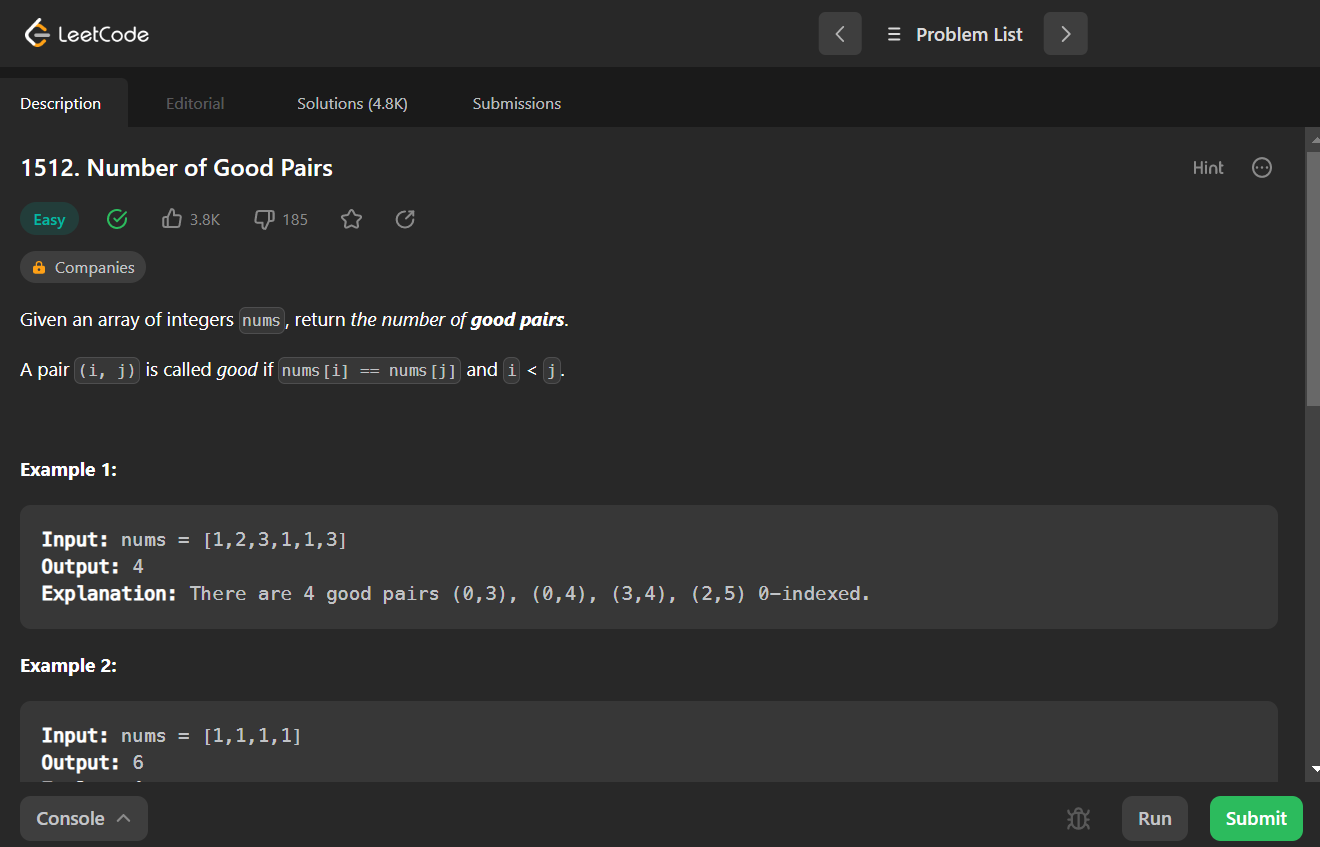 LeetCode
Problem List
Description Editorial Solutions (4.8K) Submissions
1512. Number of Good Pairs Hint
Easy 3.8K 185
Companies
Given an array of integers nums, return the number of good pairs.
A pair (i, j) is called good if nums[i] == nums[j] and i < j.
Example 1:
Input: nums = [1,2,3,1,1,3]
Output: 4
Explanation: There are 4 good pairs (0,3), (0,4), (3,4), (2,5) 0-indexed.
Example 2:
Input: nums = [1,1,1,1]
Output: 6
Console Run Submit